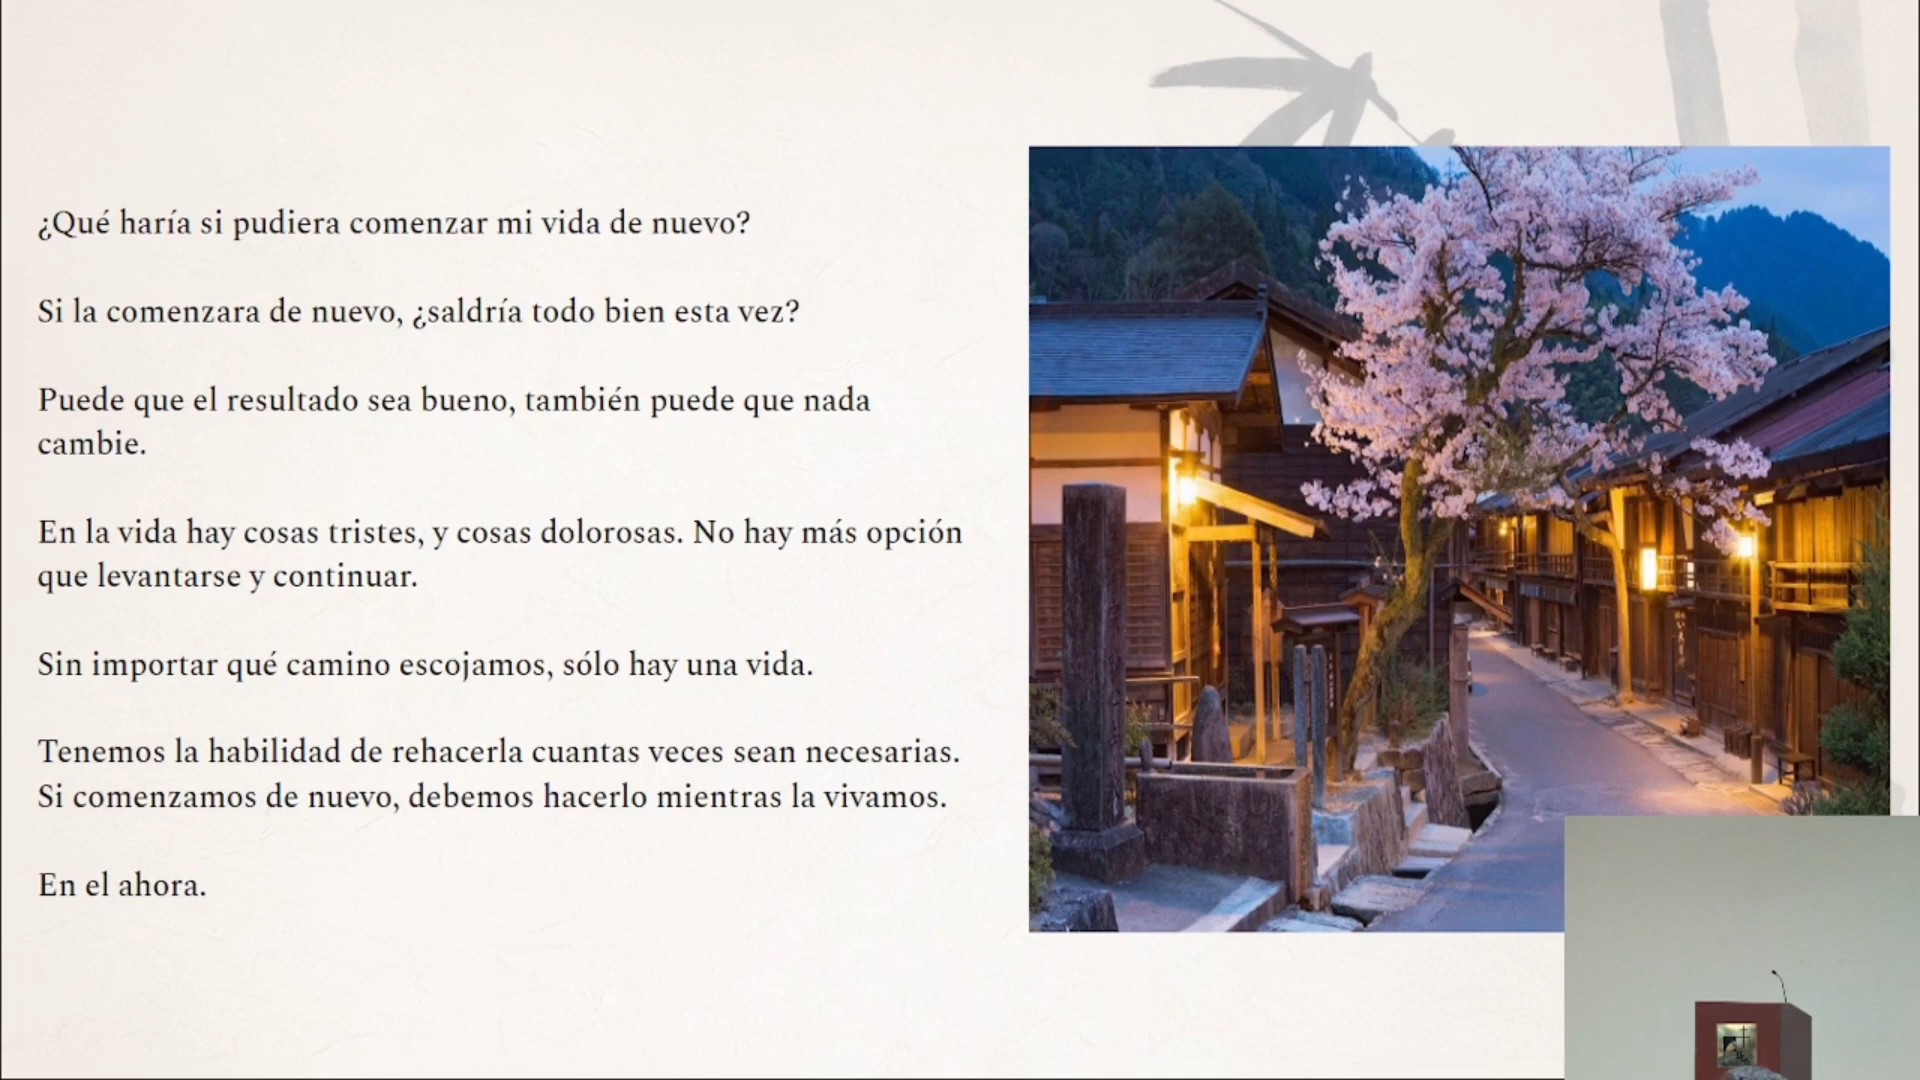 ¿Qué haría si pudiera comenzar mi vida de nuevo?
Si la comenzara de nuevo, ¿saldría todo bien esta vez?
Puede que el resultado sea bueno, también puede que nada
cambie.
En la vida hay cosas tristes, y cosas dolorosas. No hay más opción
que levantarse y continuar.
Sin importar qué camino escojamos, sólo hay una vida.
Tenemos la habilidad de rehacerla cuantas veces sean necesarias.
Si comenzamos de nuevo, debemos hacerlo mientras la vivamos.
En el ahora.